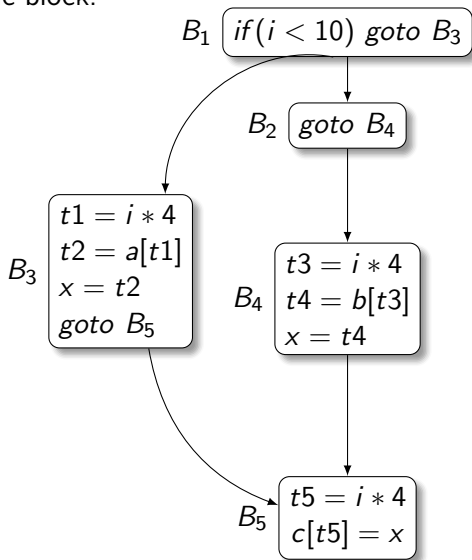 e block.
B₁ if(i < 10) goto B₃
B₂ goto B₄
B₃
t1 = i ∗ 4
t2 = a[t1]
x = t2
goto B₅
B₄
t3 = i ∗ 4
t4 = b[t3]
x = t4
B₅
t5 = i ∗ 4
c[t5] = x